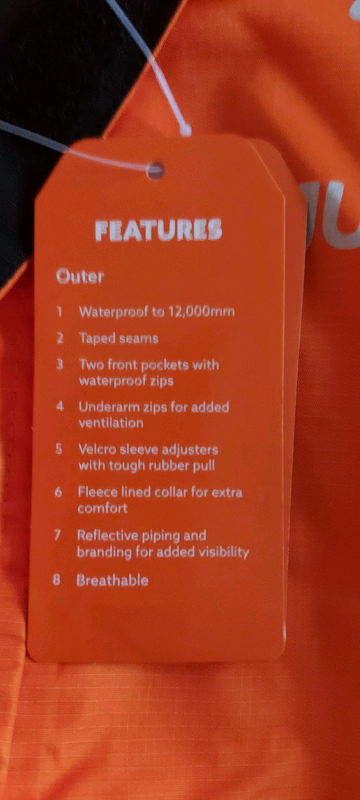 FEATURES
Outer
1 Waterproof to 12,000mm
2 Taped seams
3 Two front pockets with
waterproof zips
4 Underarm zips for added
ventilation
5 Velcro sleeve adjusters
with tough rubber pull
6 Fleece lined collar for extra
comfort
7 Reflective piping and
branding for added visibility
8 Breathable